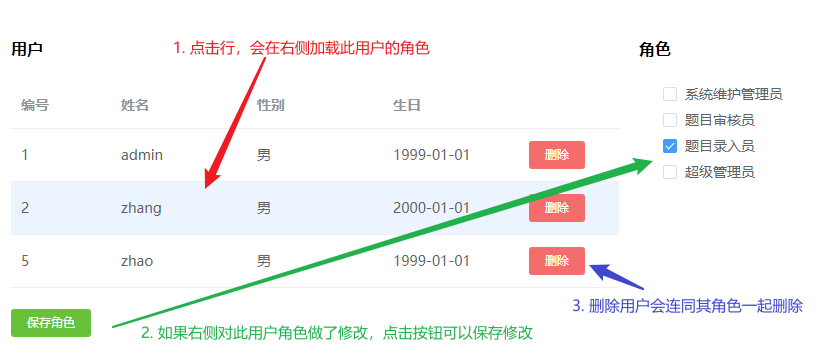 用户
1. 点击行，会在右侧加载此用户的角色
角色
编号 姓名 性别 生日
系统维护管理员
题目审核员
题目录入员
超级管理员
1 admin 男 1999-01-01 删除
2 zhang 男 2000-01-01 删除
5 zhao 男 1999-01-01 删除
3. 删除用户会连同其角色一起删除
保存角色
2. 如果右侧对此用户角色做了修改，点击按钮可以保存修改